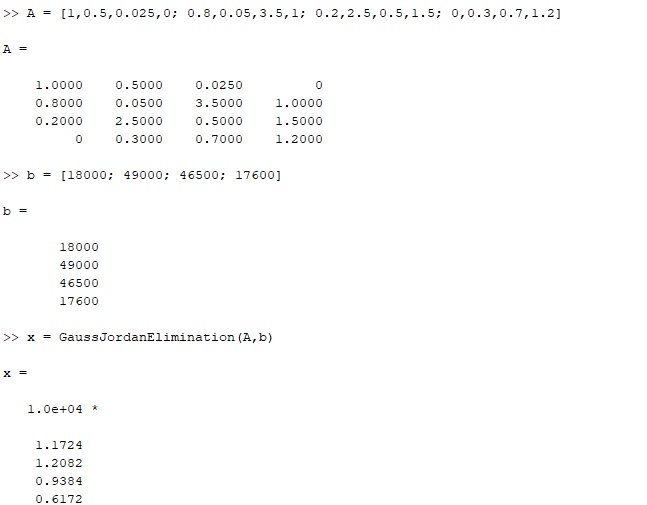 >> A = [1,0.5,0.025,0; 0.8,0.05,3.5,1; 0.2,2.5,0.5,1.5; 0,0.3,0.7,1.2]
A =
1.0000 0.5000 0.0250 0
0.8000 0.0500 3.5000 1.0000
0.2000 2.5000 0.5000 1.5000
0 0.3000 0.7000 1.2000
>> b = [18000; 49000; 46500; 17600]
b =
18000
49000
46500
17600
>> x = GaussJordanElimination(A,b)
x =
1.0e+04 *
1.1724
1.2082
0.9384
0.6172